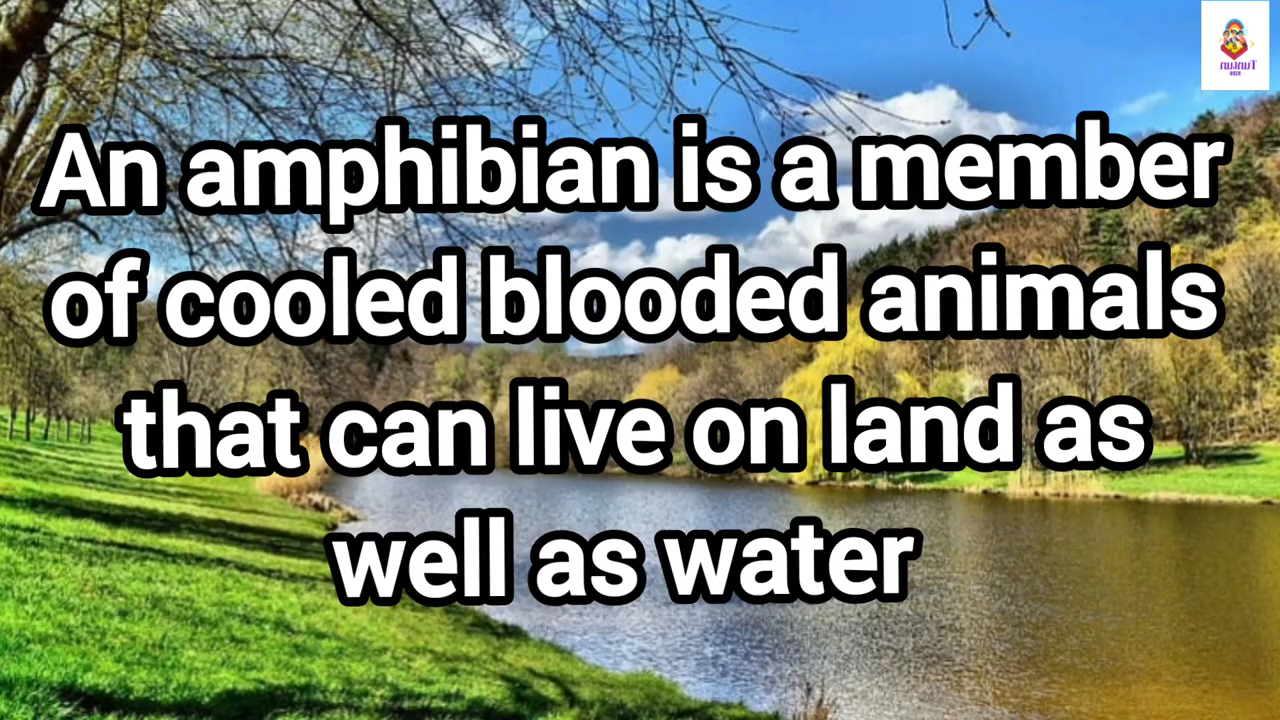 An amphibian is a member
of cooled blooded animals
that can live on land as
well as water